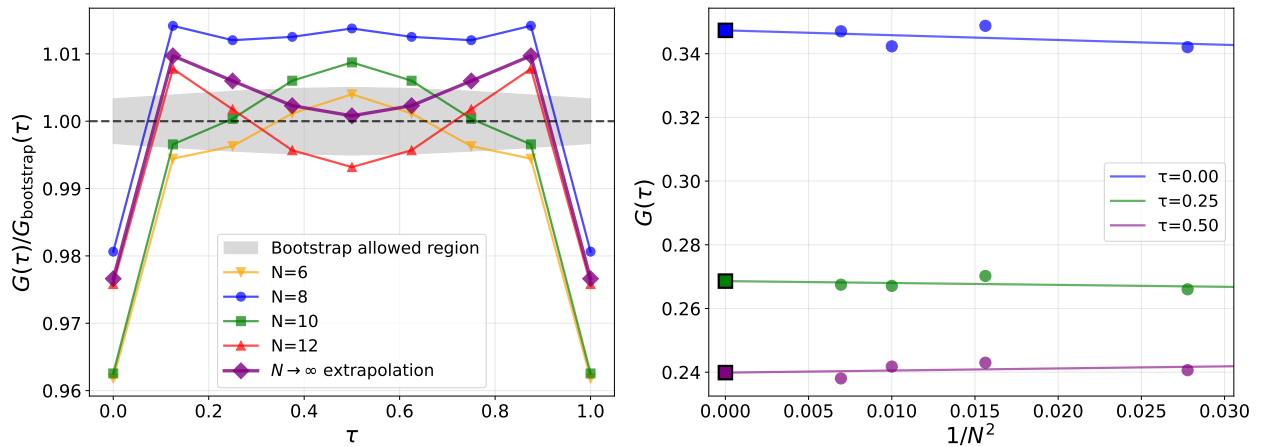 1.01
1.00
0.99
0.98
0.97
0.96
G(τ)/G_bootstrap(τ)
Bootstrap allowed region
N=6
N=8
N=10
N=12
N → ∞ extrapolation
0.0 0.2 0.4 0.6 0.8 1.0
τ
0.34
0.32
0.30
0.28
0.26
0.24
G(τ)
τ=0.00
τ=0.25
τ=0.50
0.000 0.005 0.010 0.015 0.020 0.025 0.030
1/N²